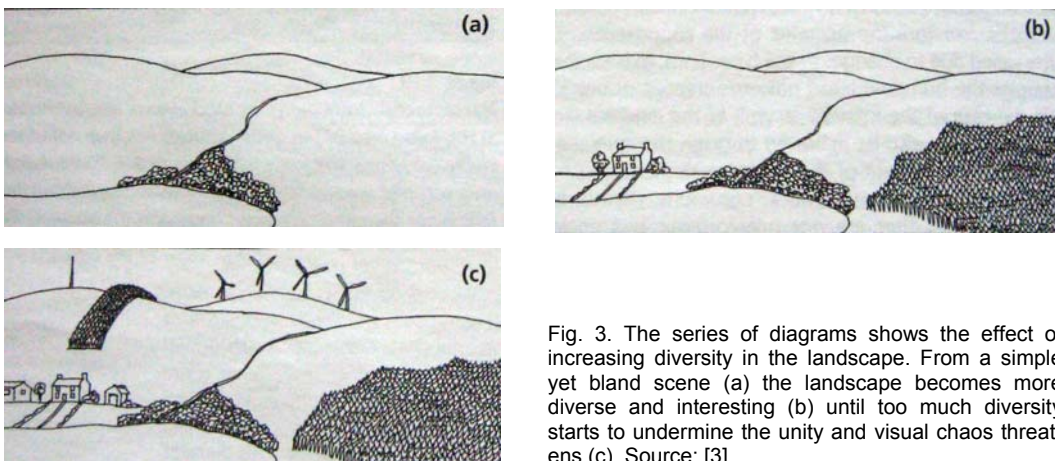 (a)
(b)
(c)
Fig. 3. The series of diagrams shows the effect
increasing diversity in the landscape. From a simple
yet bland scene (a) the landscape becomes more
diverse and interesting (b) until too much diversity
starts to undermine the unity and visual chaos threat-
ens (c). Source: [3]